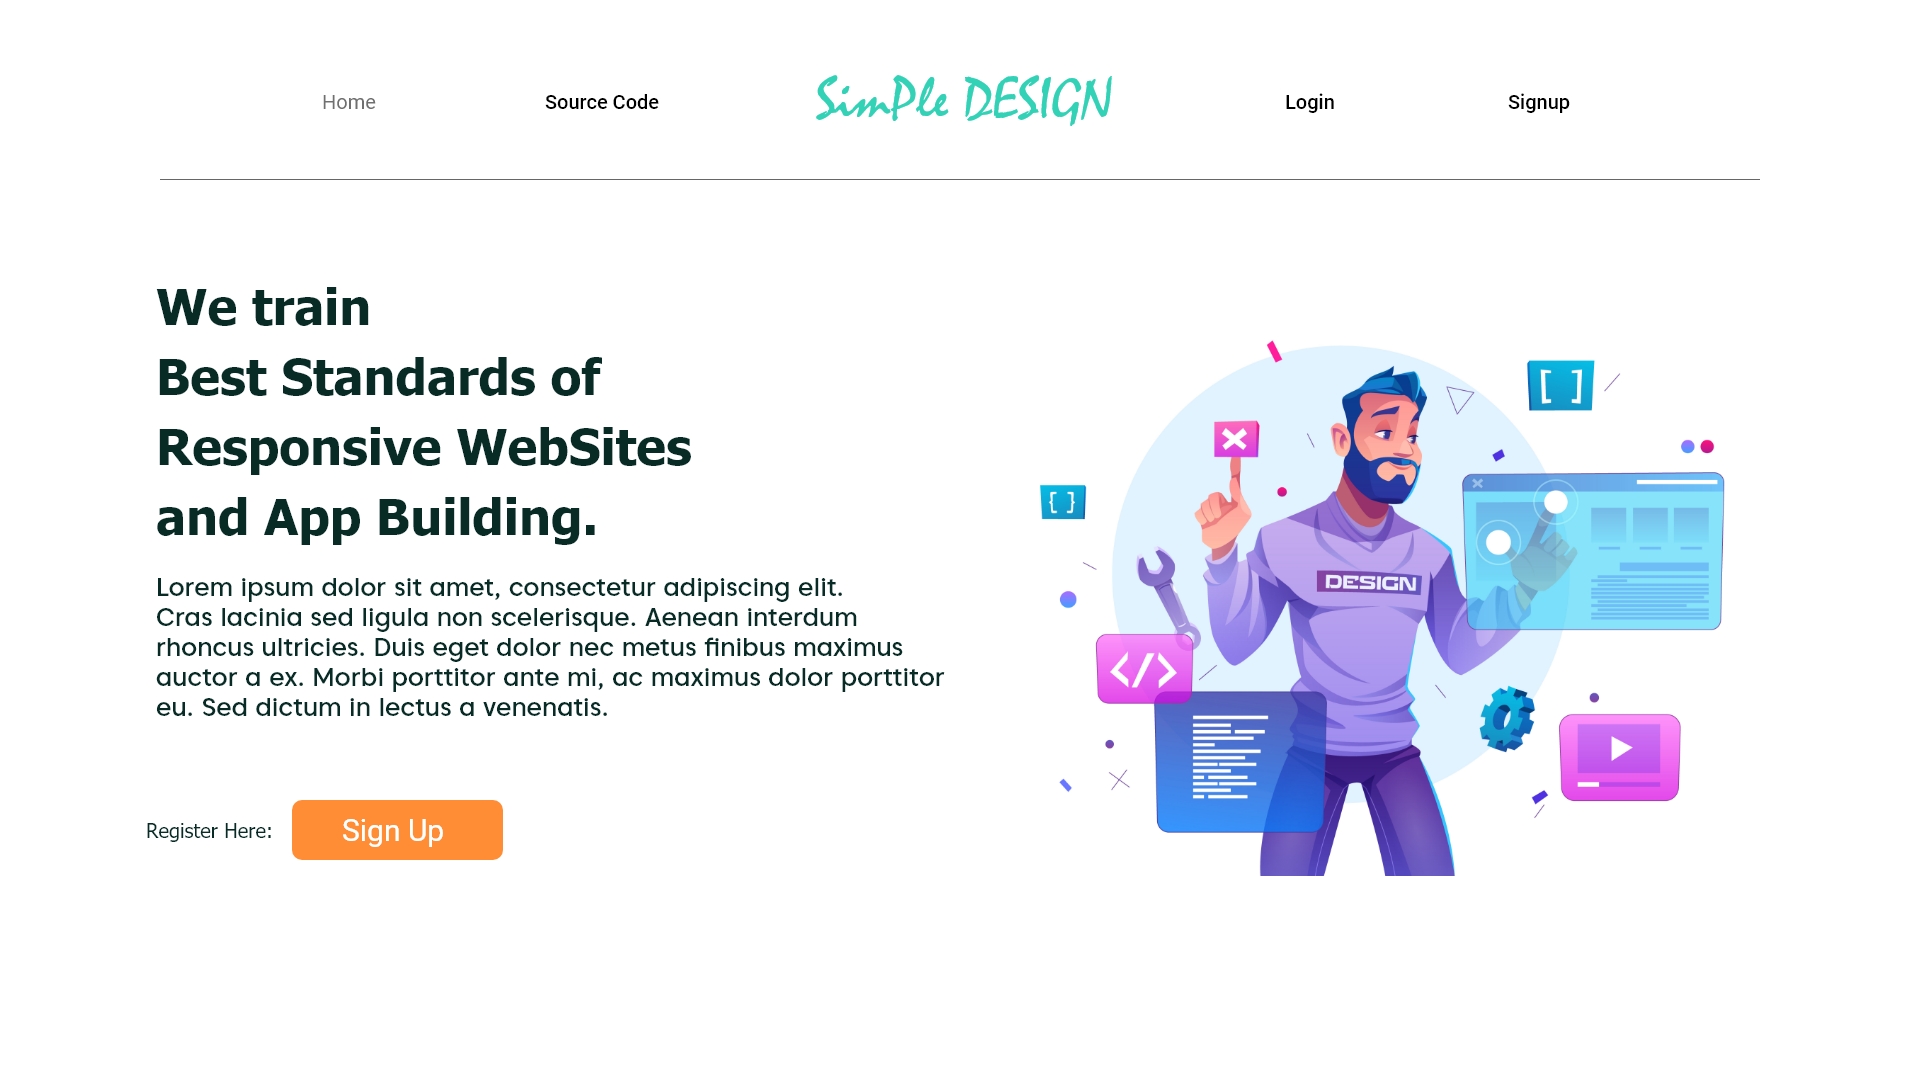 Home
Source Code
SimPle DESIGN
Login
Signup
We train
Best Standards of
Responsive WebSites
and App Building.
Lorem ipsum dolor sit amet, consectetur adipiscing elit.
Cras lacinia sed ligula non scelerisque. Aenean interdum
rhoncus ultricies. Duis eget dolor nec metus finibus maximus
auctor a ex. Morbi porttitor ante mi, ac maximus dolor porttitor
eu. Sed dictum in lectus a venenatis.
Register Here:
Sign Up
[ ]
{ }
DESIGN
</>